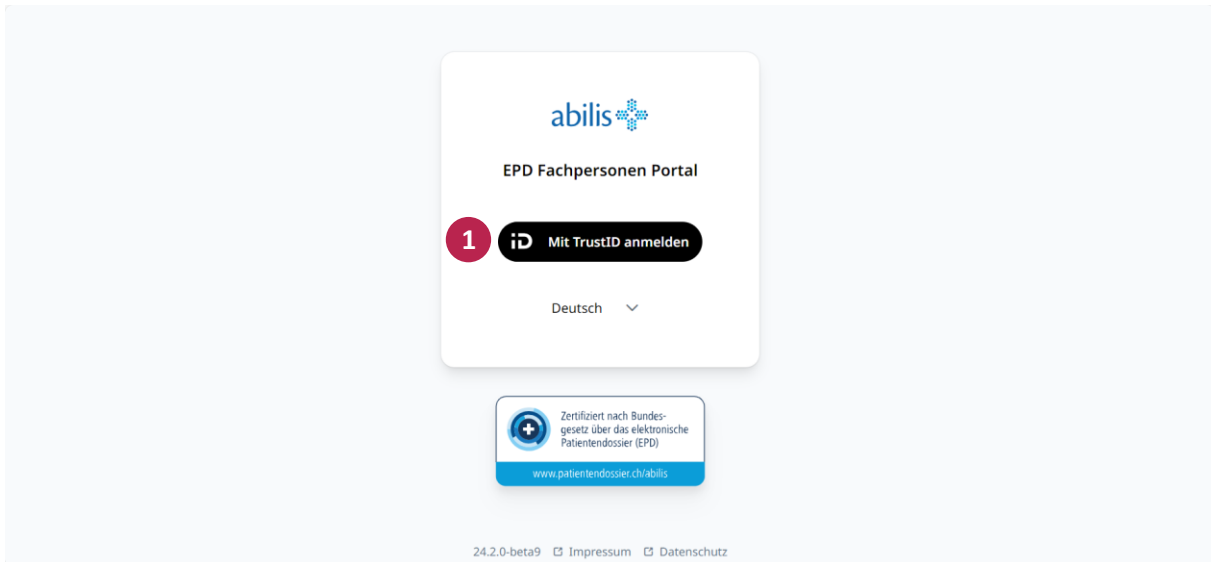 abilis
EPD Fachpersonen Portal
1
iD Mit TrustID anmelden
Deutsch
Zertifiziert nach Bundes-
gesetz über das elektronische
Patientendossier (EPD)
www.patientendossier.ch/abilis
24.2.0-beta9 Impressum Datenschutz